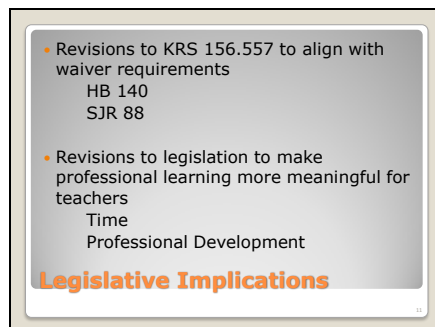 • Revisions to KRS 156.557 to align with
waiver requirements
HB 140
SJR 88
• Revisions to legislation to make
professional learning more meaningful for
teachers
Time
Professional Development
Legislative Implications
11